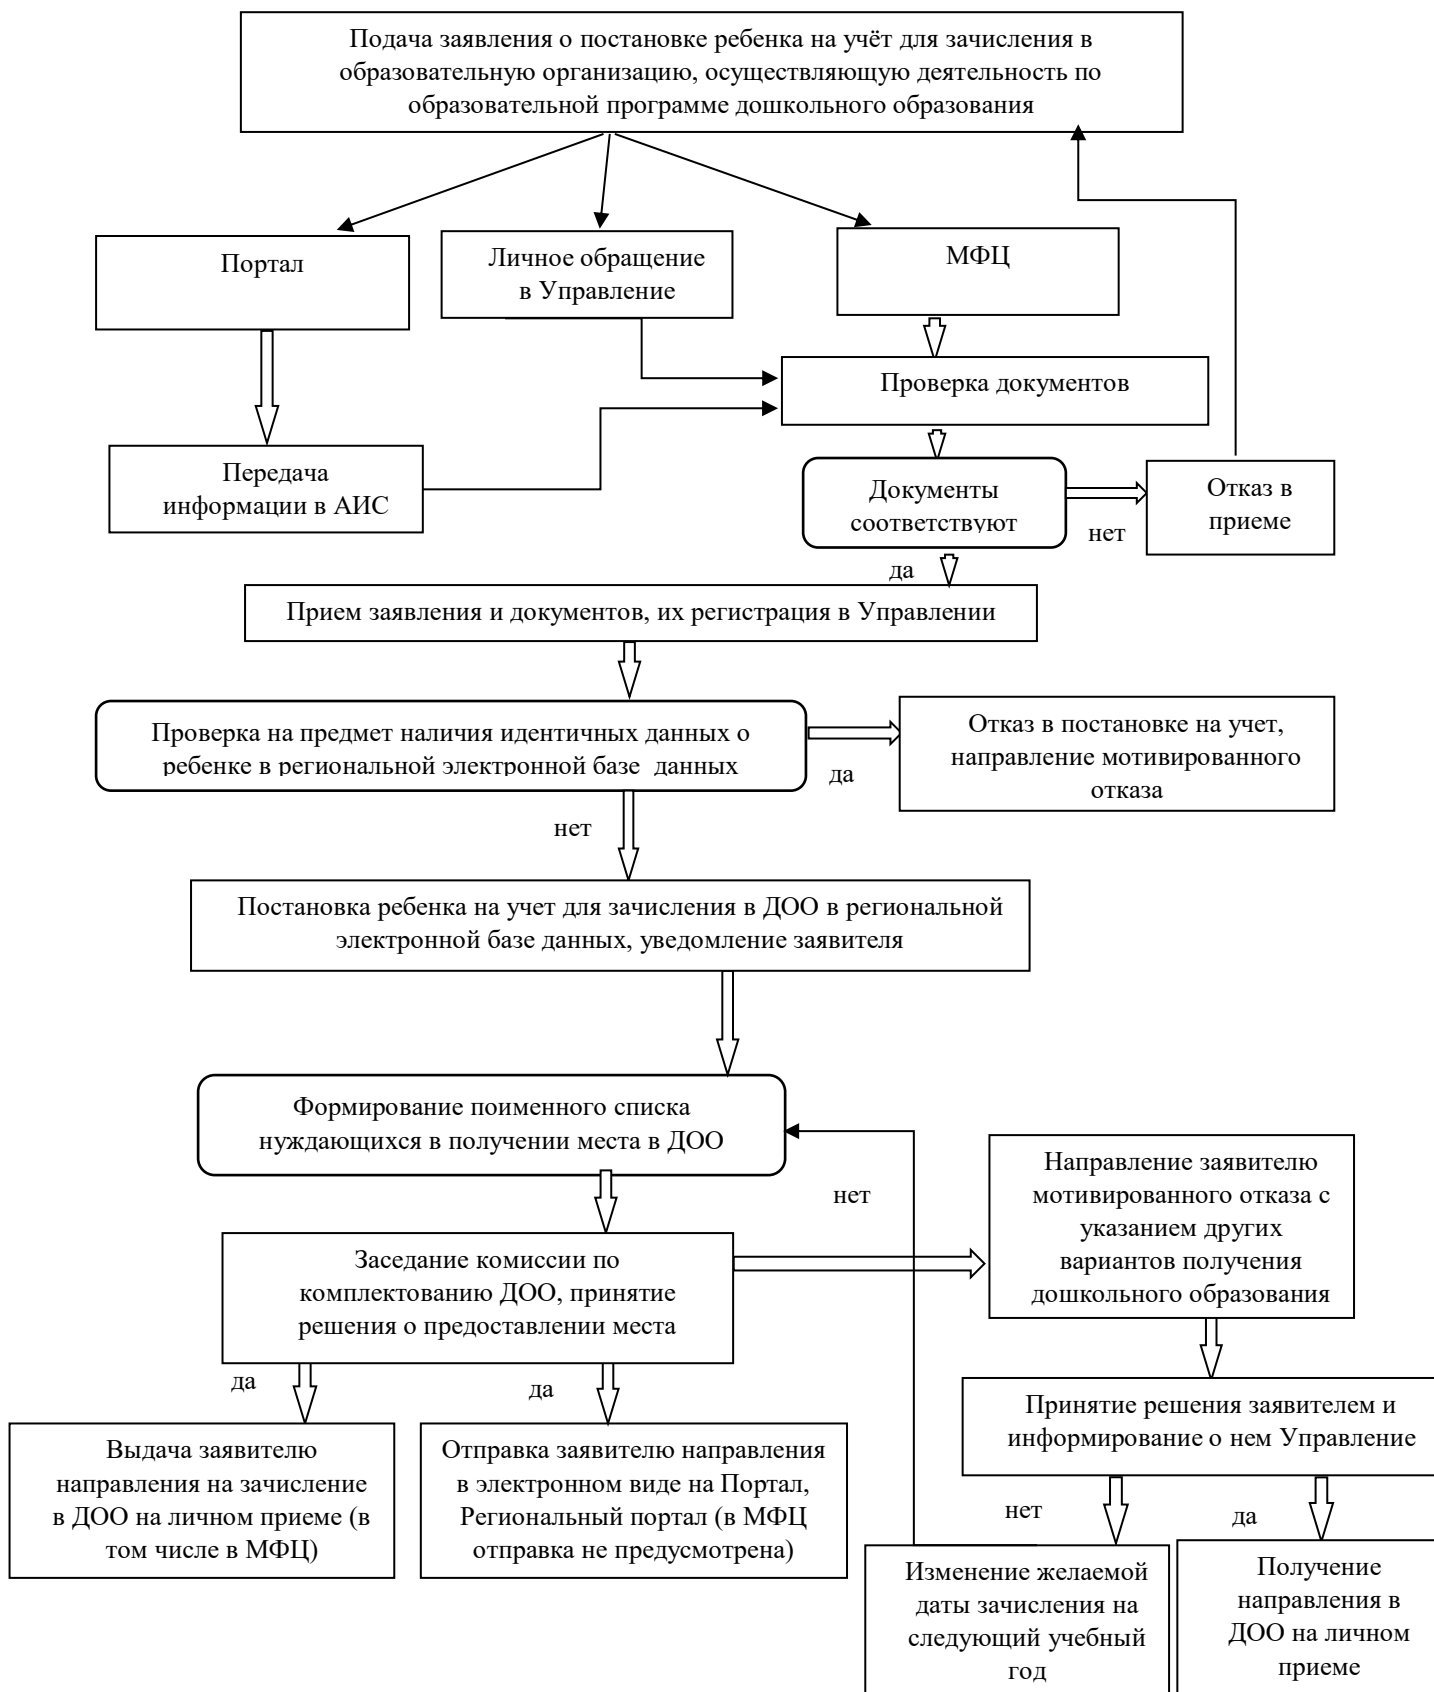 Подача заявления о постановке ребенка на учёт для зачисления в
образовательную организацию, осуществляющую деятельность по
образовательной программе дошкольного образования
Портал
Личное обращение
в Управление
МФЦ
Проверка документов
Передача
информации в АИС
Документы
соответствуют
нет
Отказ в
приеме
да
Прием заявления и документов, их регистрация в Управлении
Проверка на предмет наличия идентичных данных о
ребенке в региональной электронной базе данных
да
Отказ в постановке на учет,
направление мотивированного
отказа
нет
Постановка ребенка на учет для зачисления в ДОО в региональной
электронной базе данных, уведомление заявителя
Формирование поименного списка
нуждающихся в получении места в ДОО
нет
Направление заявителю
мотивированного отказа с
указанием других
вариантов получения
дошкольного образования
Заседание комиссии по
комплектованию ДОО, принятие
решения о предоставлении места
да
да
Принятие решения заявителем и
информирование о нем Управление
Выдача заявителю
направления на зачисление
в ДОО на личном приеме (в
том числе в МФЦ)
Отправка заявителю направления
в электронном виде на Портал,
Региональный портал (в МФЦ
отправка не предусмотрена)
нет
да
Изменение желаемой
даты зачисления на
следующий учебный
год
Получение
направления в
ДОО на личном
приеме